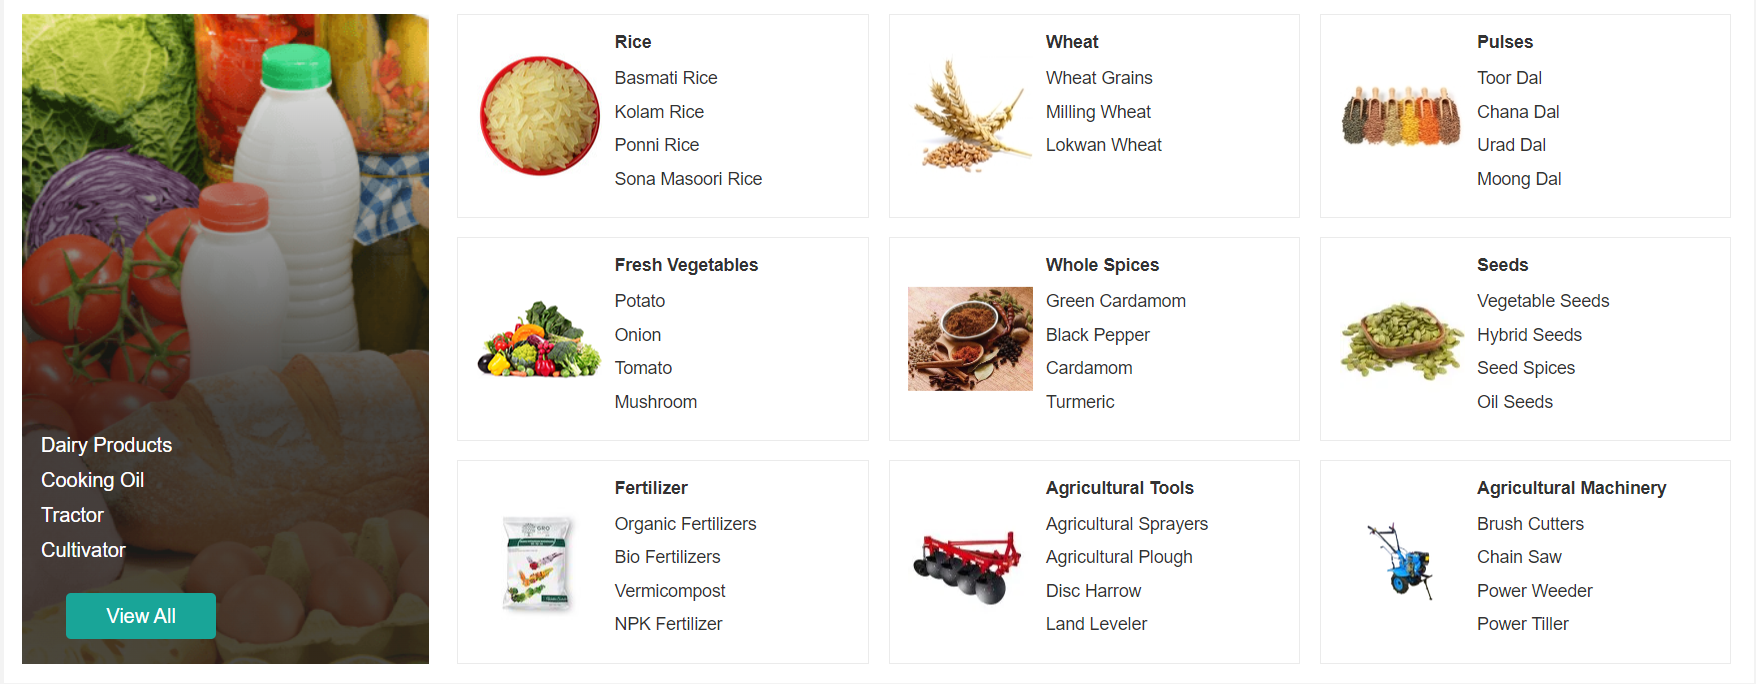 Dairy Products
Cooking Oil
Tractor
Cultivator
View All
Rice
Basmati Rice
Kolam Rice
Ponni Rice
Sona Masoori Rice
Wheat
Wheat Grains
Milling Wheat
Lokwan Wheat
Pulses
Toor Dal
Chana Dal
Urad Dal
Moong Dal
Fresh Vegetables
Potato
Onion
Tomato
Mushroom
Whole Spices
Green Cardamom
Black Pepper
Cardamom
Turmeric
Seeds
Vegetable Seeds
Hybrid Seeds
Seed Spices
Oil Seeds
Fertilizer
Organic Fertilizers
Bio Fertilizers
Vermicompost
NPK Fertilizer
Agricultural Tools
Agricultural Sprayers
Agricultural Plough
Disc Harrow
Land Leveler
Agricultural Machinery
Brush Cutters
Chain Saw
Power Weeder
Power Tiller